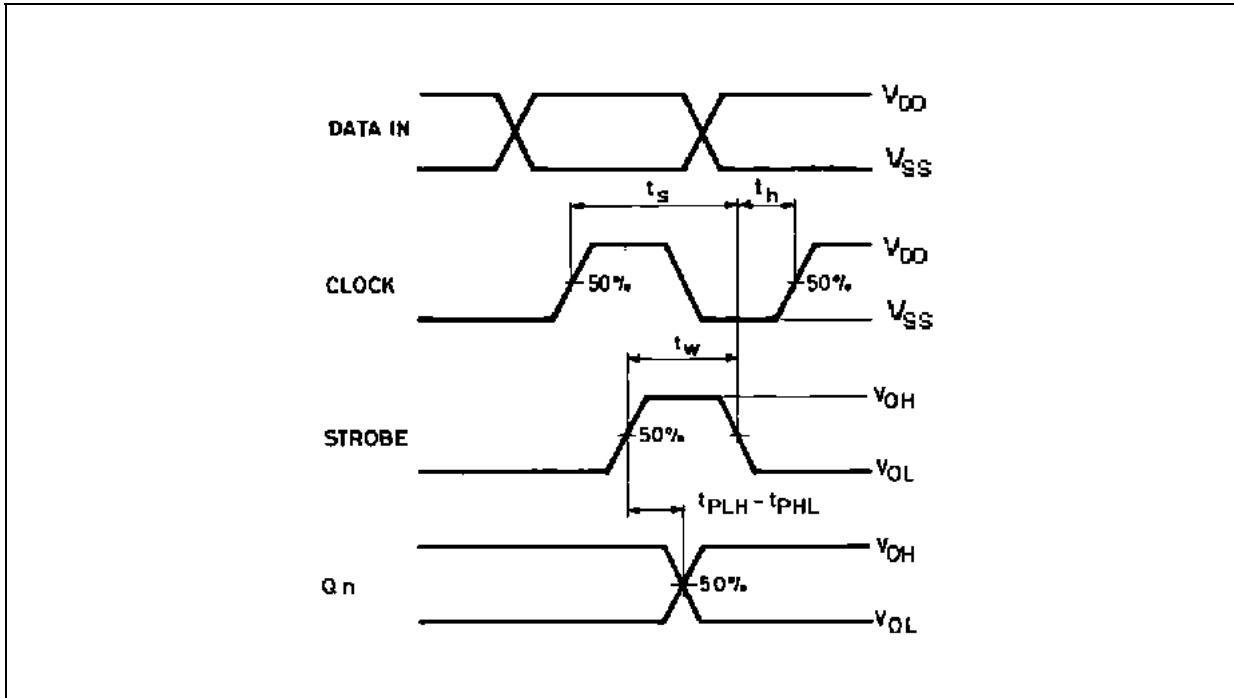 V_DD
DATA IN
V_SS
t_s t_h
V_DD
CLOCK 50% 50%
V_SS
t_w
V_OH
STROBE 50%
V_OL
t_PLH - t_PHL
V_OH
Q n 50%
V_OL